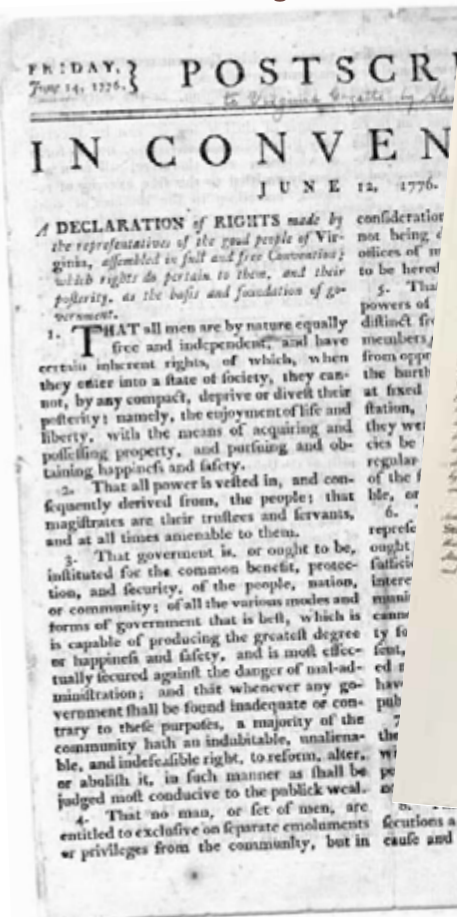 FRIDAY,
June 14, 1776.
POSTSCR
to Virginia Gazette by
IN CONVEN
JUNE 12, 1776.
A DECLARATION of RIGHTS made by
the representatives of the good people of Vir-
ginia, assembled in full and free Convention;
which rights do pertain to them, and their
posterity, as the basis and foundation of go-
vernment.
1. THAT all men are by nature equally
free and independent, and have
certain inherent rights, of which, when
they enter into a state of society, they can-
not, by any compact, deprive or divest their
posterity; namely, the enjoyment of life and
liberty, with the means of acquiring and
possessing property, and pursuing and ob-
taining happiness and safety.
2. That all power is vested in, and con-
sequently derived from, the people; that
magistrates are their trustees and servants,
and at all times amenable to them.
3. That goverment is, or ought to be,
instituted for the common benefit, protec-
tion, and security, of the people, nation,
or community; of all the various modes and
forms of government that is best, which is
is capable of producing the greatest degree
or happiness and safety, and is most effec-
tually secured against the danger of mal-ad-
ministration; and that whenever any go-
vernment shall be found inadequate or con-
trary to these purposes, a majority of the
community hath an indubitable, unaliena-
ble, and indefeasible right, to reform, alter,
or abolish it, in such manner as shall be
judged most conducive to the publick weal.
4. That no man, or set of men, are
entitled to exclusive on separate emoluments
or privileges from the community, but in
consideration
not being
offices of
to be hered
5. Tha
powers of
distinct fr
members
from oppr
the burth
at fixed
station,
they wer
cies be
regular
of the
ble, or
6.
represe
ought
sufficie
intere
muni
canno
ty fo
sent,
ed
have
pub
7
the
wi
po
no
8.
secutions a
cause and